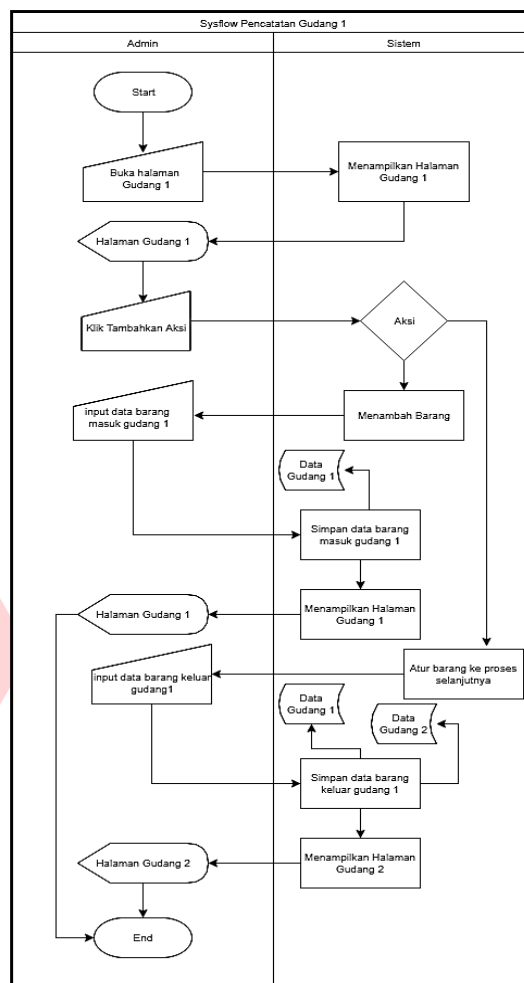 Sysflow Pencatatan Gudang 1
Admin
Sistem
Start
Buka halaman
Gudang 1
Menampilkan Halaman
Gudang 1
Halaman Gudang 1
Klik Tambahkan Aksi
Aksi
input data barang
masuk gudang 1
Menambah Barang
Data
Gudang 1
Simpan data barang
masuk gudang 1
Halaman Gudang 1
Menampilkan Halaman
Gudang 1
Atur barang ke proses
selanjutnya
input data barang keluar
gudang1
Data
Gudang 1
Data
Gudang 2
Simpan data barang
keluar gudang 1
Halaman Gudang 2
Menampilkan Halaman
Gudang 2
End